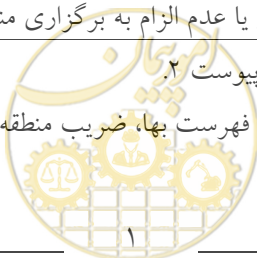 یا عدم الزام به برگزاری
پیوست ۲.
فهرست بها، ضریب منطقه
۱